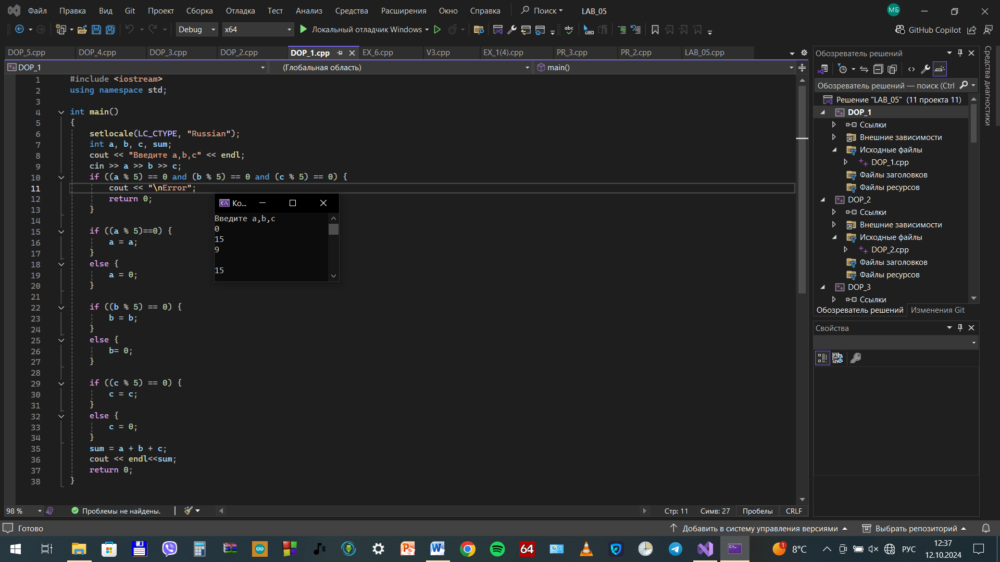 Файл Правка Вид Git Проект Сборка Отладка Тест Анализ Средства Расширения Окно Справка Поиск LAB_05 МБ
Debug x64 Локальный отладчик Windows abc GitHub Copilot
DOP_5.cpp DOP_4.cpp DOP_3.cpp DOP_2.cpp DOP_1.cpp EX_6.cpp V3.cpp EX_1(4).cpp PR_3.cpp PR_2.cpp LAB_05.cpp
DOP_1 (Глобальная область) main()
1 #include <iostream>
2 using namespace std;
3
4 int main()
5 {
6 setlocale(LC_CTYPE, "Russian");
7 int a, b, c, sum;
8 cout << "Введите a,b,c" << endl;
9 cin >> a >> b >> c;
10 if ((a % 5) == 0 and (b % 5) == 0 and (c % 5) == 0) {
11 cout << "\nError";
12 return 0;
13 }
14
15 if ((a % 5)==0) {
16 a = a;
17 }
18 else {
19 a = 0;
20 }
21
22 if ((b % 5) == 0) {
23 b = b;
24 }
25 else {
26 b= 0;
27 }
28
29 if ((c % 5) == 0) {
30 c = c;
31 }
32 else {
33 c = 0;
34 }
35 sum = a + b + c;
36 cout << endl<<sum;
37 return 0;
38 }
Ко...
Введите a,b,c
0
15
9
15
Обозреватель решений
Обозреватель решений — поиск (Ctrl
Решение "LAB_05" (11 проекта 11)
DOP_1
Ссылки
Внешние зависимости
Исходные файлы
DOP_1.cpp
Файлы заголовков
Файлы ресурсов
DOP_2
Ссылки
Внешние зависимости
Исходные файлы
DOP_2.cpp
Файлы заголовков
Файлы ресурсов
DOP_3
Ссылки
Обозреватель решений Изменения Git
Свойства
Средства диагностики
98 % Проблемы не найдены. Стр: 11 Симв: 27 Пробелы CRLF
Готово Добавить в систему управления версиями Выбрать репозиторий
64 1 8°C РУС 12:37
12.10.2024